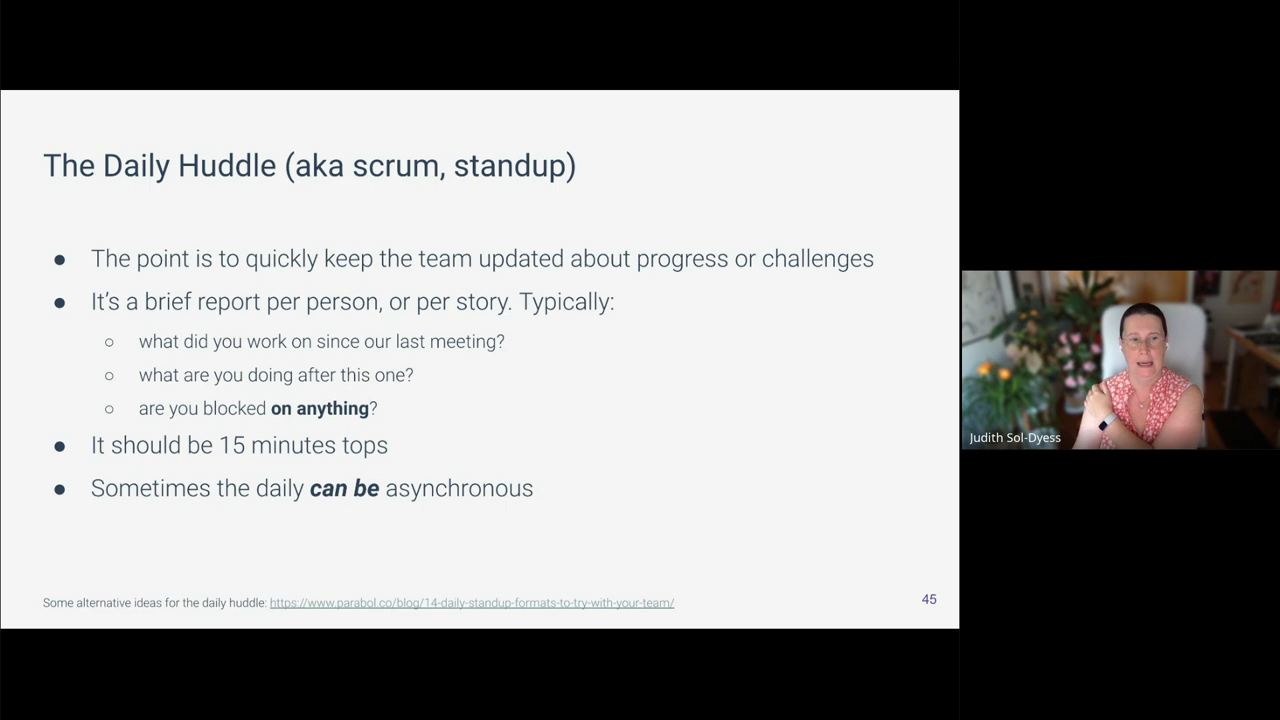 The Daily Huddle (aka scrum, standup)
● The point is to quickly keep the team updated about progress or challenges
● It’s a brief report per person, or per story. Typically:
○ what did you work on since our last meeting?
○ what are you doing after this one?
○ are you blocked on anything?
● It should be 15 minutes tops
● Sometimes the daily can be asynchronous
Some alternative ideas for the daily huddle: https://www.parabol.co/blog/14-daily-standup-formats-to-try-with-your-team/
45
Judith Sol-Dyess